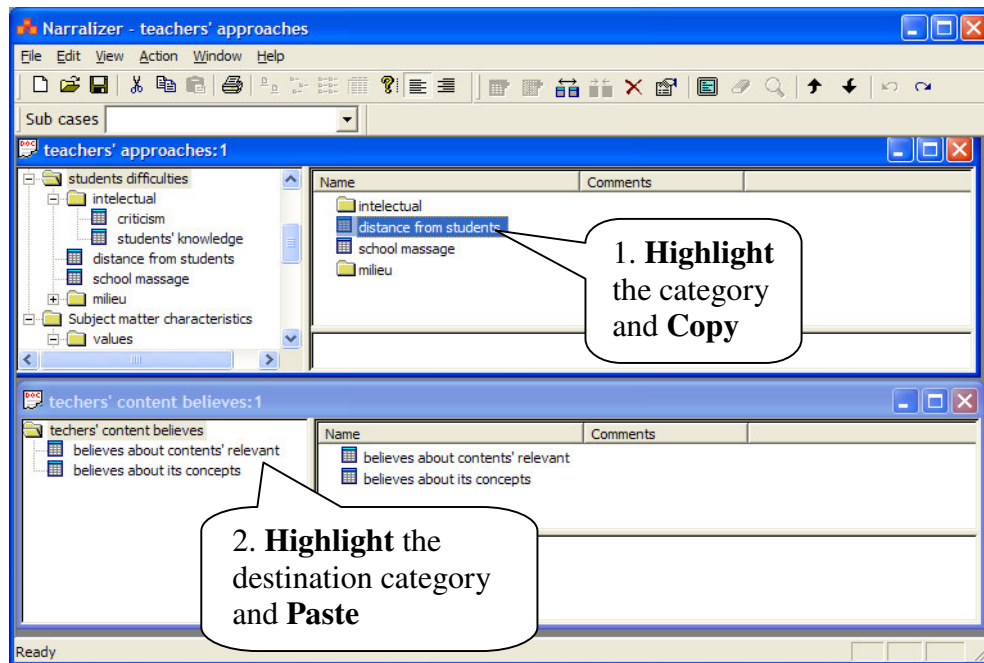 Narralizer - teachers' approaches
File Edit View Action Window Help
Sub cases
teachers' approaches:1
students difficulties
intelectual
criticism
students' knowledge
distance from students
school massage
milieu
Subject matter characteristics
values
Name Comments
intelectual
distance from students
school massage
milieu
1. Highlight
the category
and Copy
techers' content believes:1
techers' content believes
believes about contents' relevant
believes about its concepts
Name Comments
believes about contents' relevant
believes about its concepts
2. Highlight the
destination category
and Paste
Ready